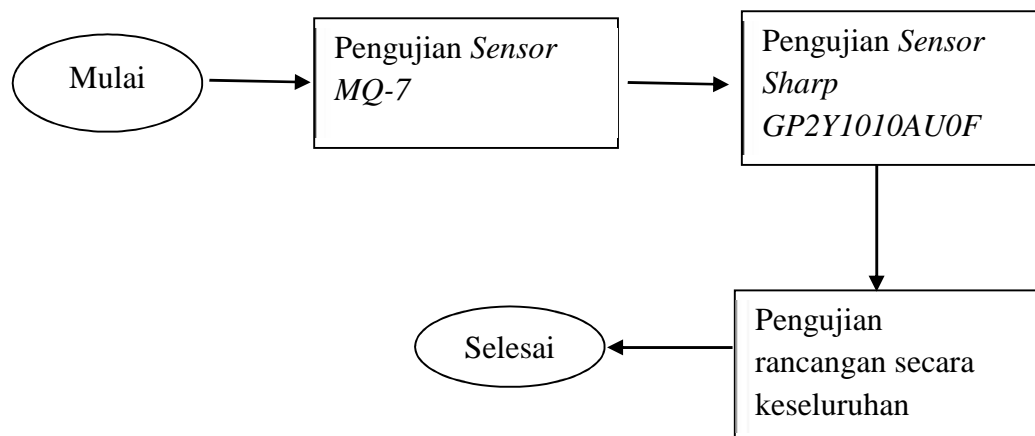 Mulai
Pengujian Sensor
MQ-7
Pengujian Sensor
Sharp
GP2Y1010AU0F
Pengujian
rancangan secara
keseluruhan
Selesai